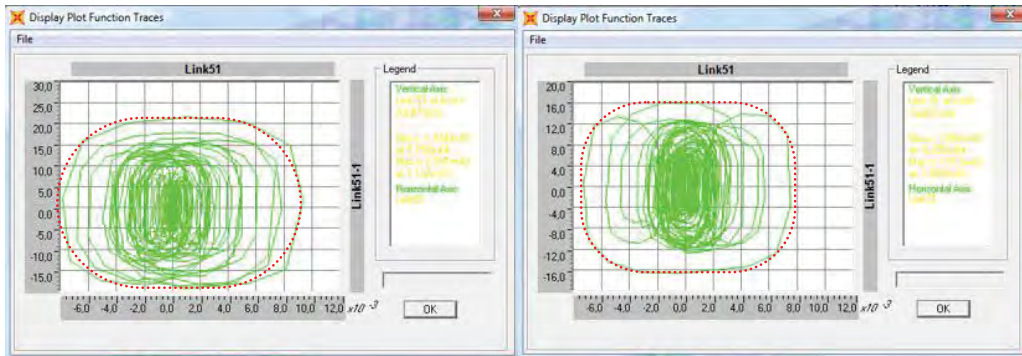 Display Plot Function Traces
File
Link51
Legend
30,0
25,0
20,0
15,0
10,0
5,0
0,0
-5,0
-10,0
-15,0
Link51-1
Vertical Axis
Horizontal Axis
-6,0 -4,0 -2,0 0,0 2,0 4,0 6,0 8,0 10,0 12,0 x10 -3
OK
Display Plot Function Traces
File
Link51
Legend
20,0
16,0
12,0
8,0
4,0
0,0
-4,0
-8,0
-12,0
-16,0
Link51-1
Vertical Axis
Horizontal Axis
-6,0 -4,0 -2,0 0,0 2,0 4,0 6,0 8,0 10,0 12,0 x10 -3
OK